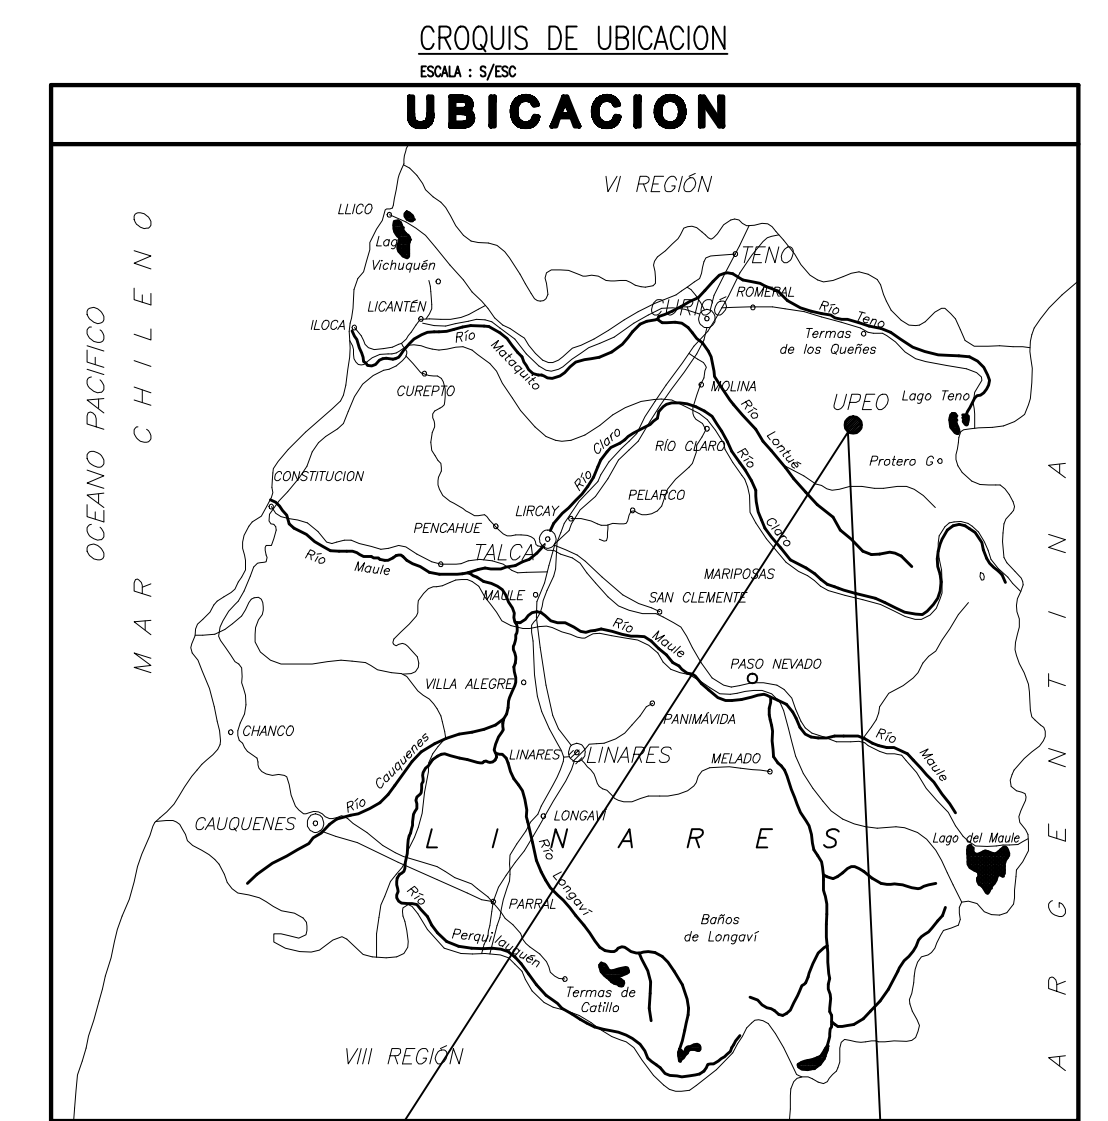 CROQUIS DE UBICACION
ESCALA : S/ESC
UBICACION
VI REGIÓN
LLICO
Lago
Vichuquén
TENO
OCEANO PACIFICO
MAR CHILENO
LICANTÉN
ILOCA
CURICÓ
ROMERAL
Río Teno
Termas
de los Queñes
Río Mataquito
CUREPTO
MOLINA
UPEO
Lago Teno
Río Lontué
Río Claro
RÍO CLARO
Río Claro
Protero G
CONSTITUCION
PELARCO
LIRCAY
PENCAHUE
TALCA
Río Maule
MARIPOSAS
MAULE
SAN CLEMENTE
Río Maule
PASO NEVADO
VILLA ALEGRE
PANIMÁVIDA
CHANCO
Río Cauquenes
LINARES
LINARES
MELADO
Río Maule
CAUQUENES
LONGAVÍ
LINARES
Lago del Maule
Río Longaví
PARRAL
Río Perquilauquén
Baños
de Longaví
Termas de
Catillo
VIII REGIÓN
ARGENTINA